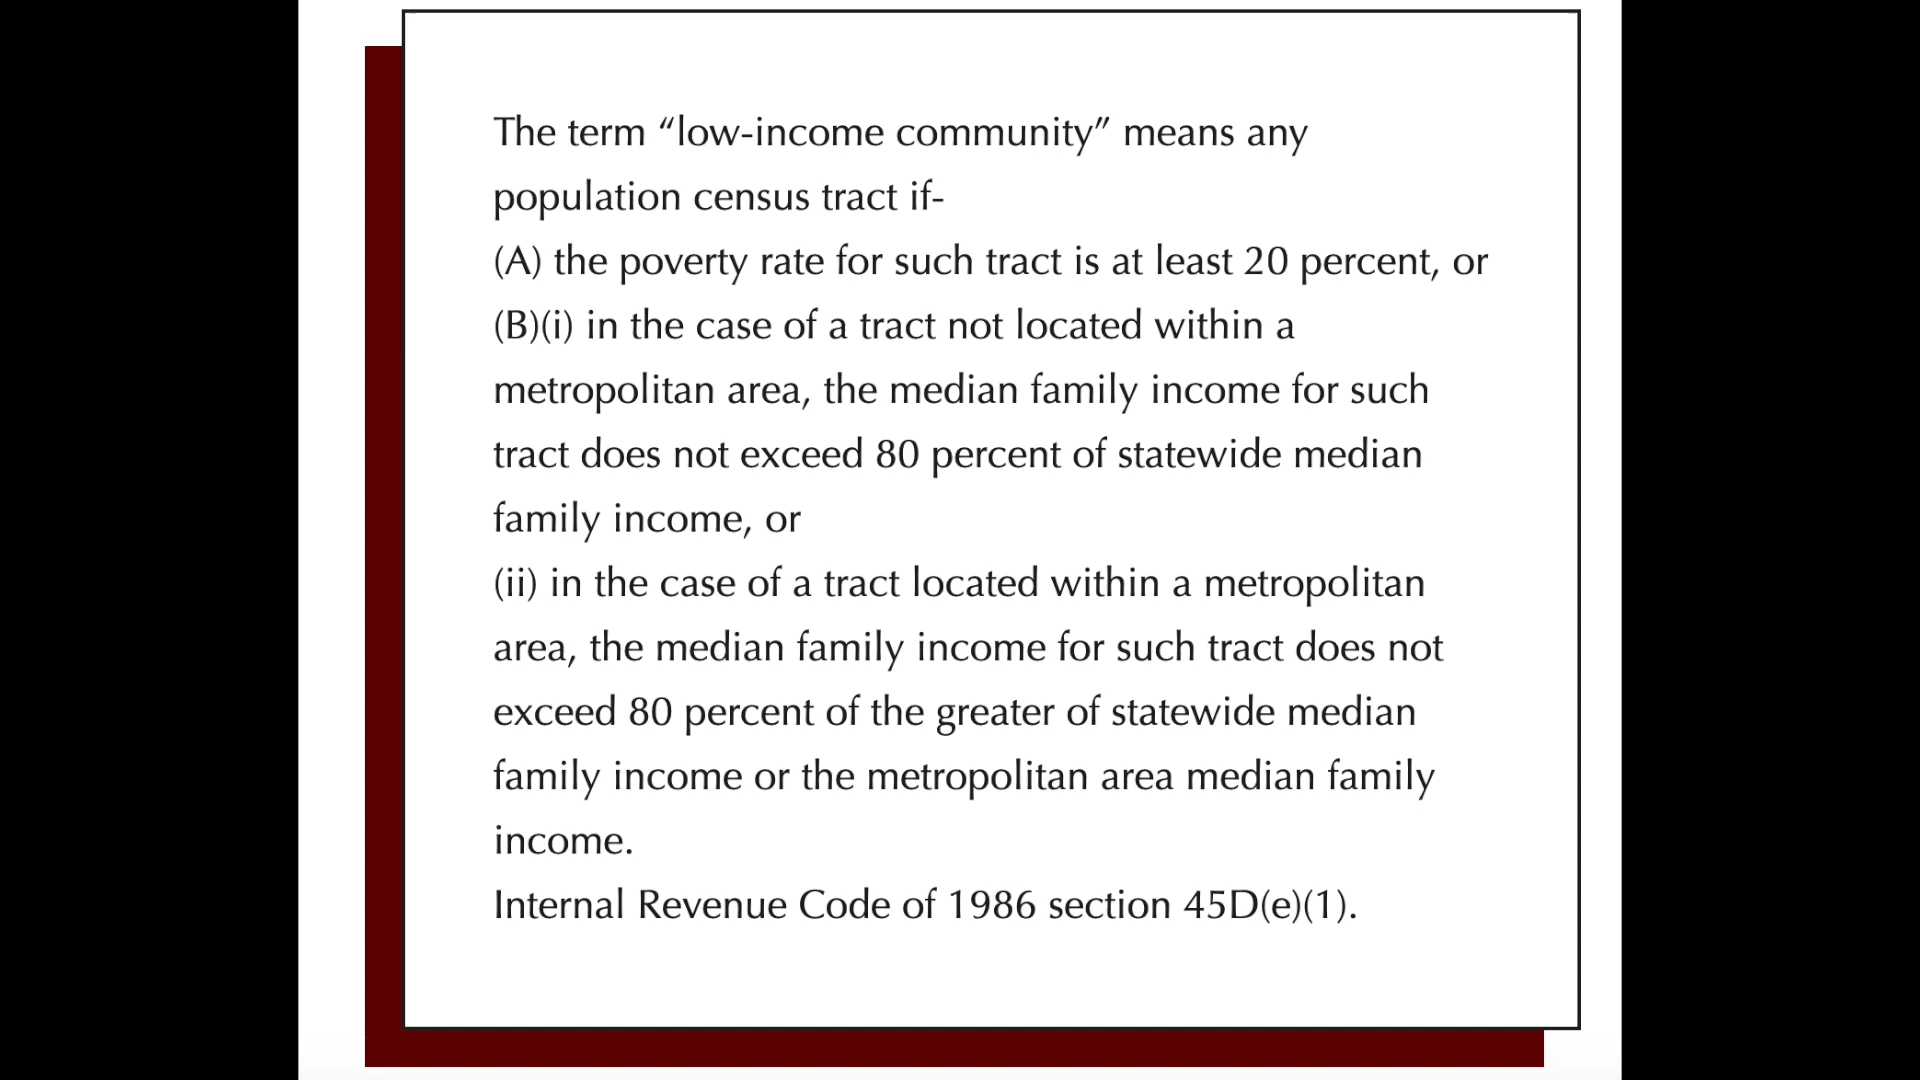 The term “low-income community” means any
population census tract if-
(A) the poverty rate for such tract is at least 20 percent, or
(B)(i) in the case of a tract not located within a
metropolitan area, the median family income for such
tract does not exceed 80 percent of statewide median
family income, or
(ii) in the case of a tract located within a metropolitan
area, the median family income for such tract does not
exceed 80 percent of the greater of statewide median
family income or the metropolitan area median family
income.
Internal Revenue Code of 1986 section 45D(e)(1).